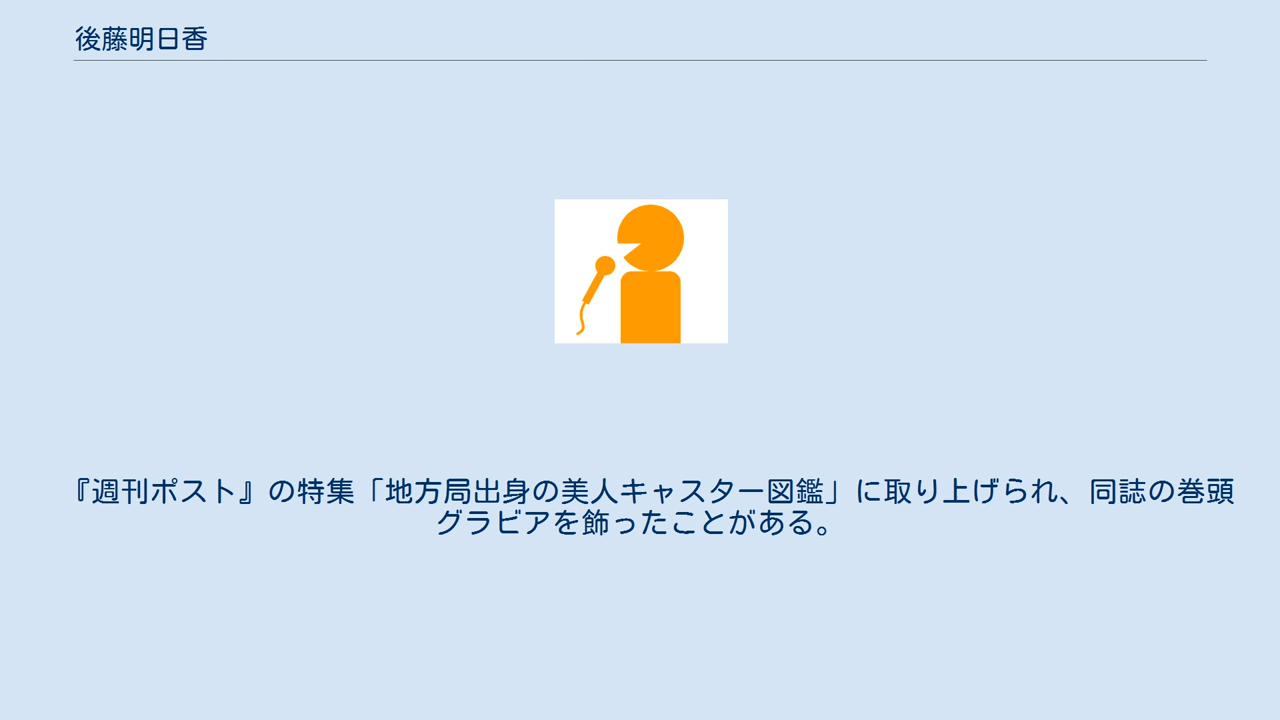 後藤明日香
『週刊ポスト』の特集「地方局出身の美人キャスター図鑑」に取り上げられ、同誌の巻頭
グラビアを飾ったことがある。